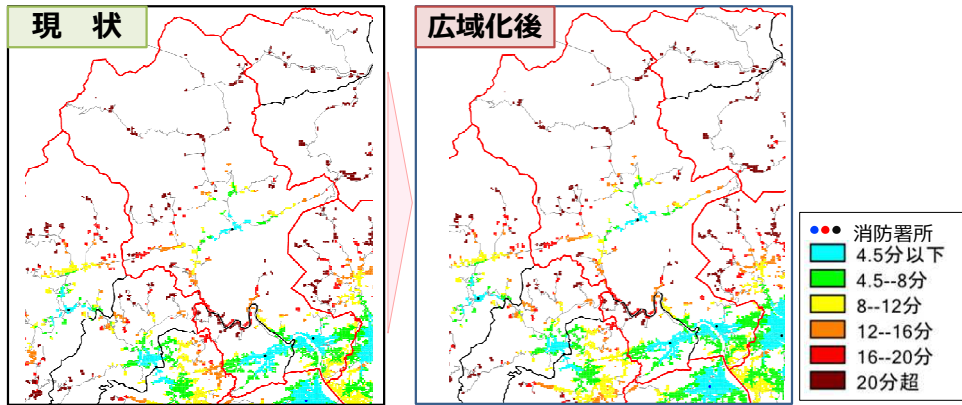 現　状
広域化後
消防署所
4.5分以下
4.5--8分
8--12分
12--16分
16--20分
20分超